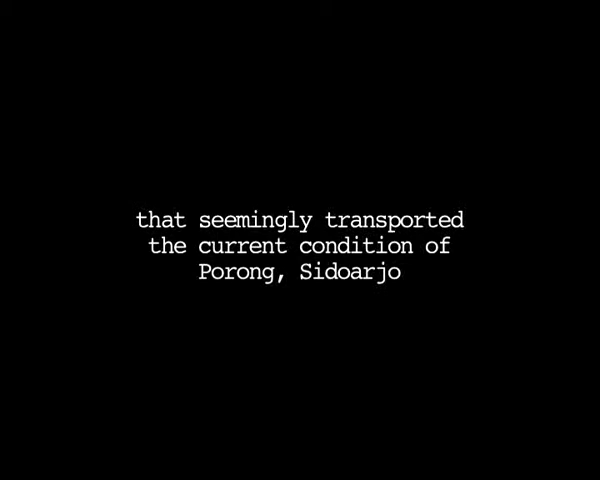 that seemingly transported
the current condition of
Porong, Sidoarjo